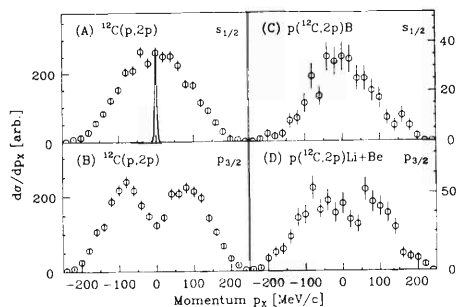 (A) ¹²C(p,2p) s₁/₂
(C) p(¹²C,2p)B s₁/₂
200
0
40
20
0
(B) ¹²C(p,2p) p₃/₂
(D) p(¹²C,2p)Li+Be p₃/₂
200
0
50
0
dσ/dpₓ [arb.]
-200 -100 0 100 200 -200 -100 0 100 200
Momentum pₓ [MeV/c]